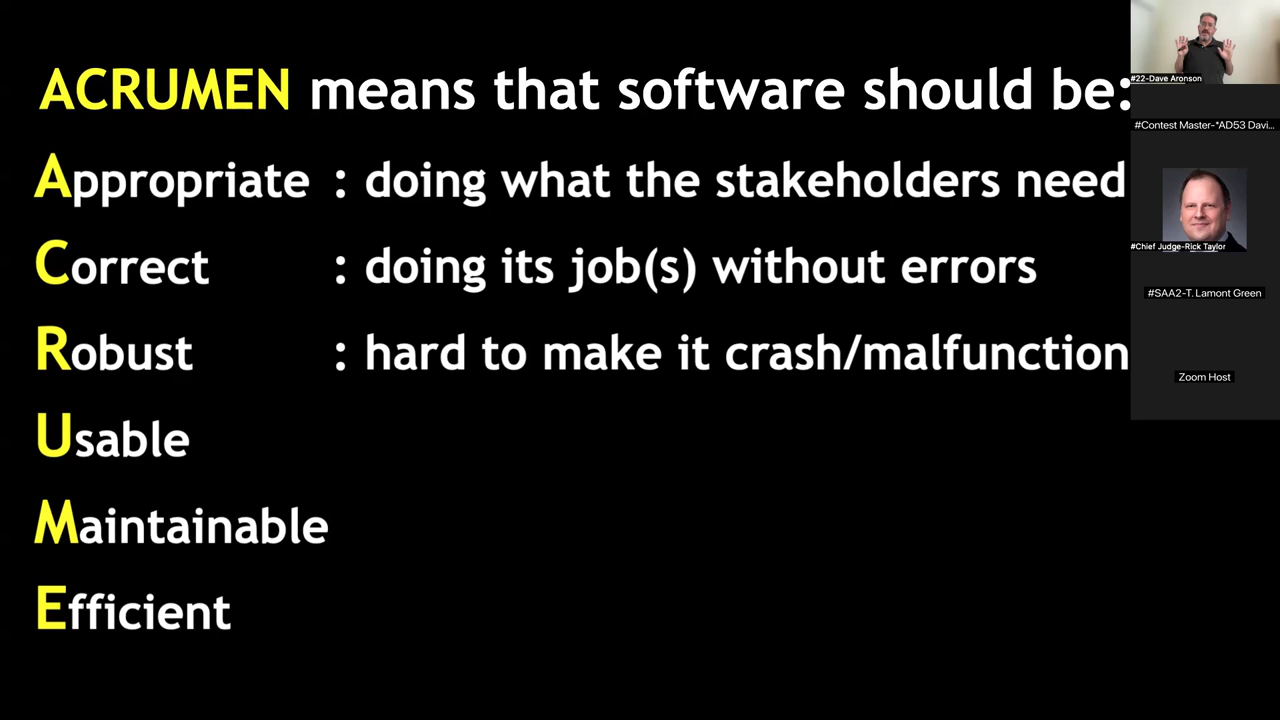 ACRUMEN means that software should be:
Appropriate : doing what the stakeholders need
Correct : doing its job(s) without errors
Robust : hard to make it crash/malfunction
Usable
Maintainable
Efficient
#22-Dave Aronson
#Contest Master-*AD53 Davi...
#Chief Judge-Rick Taylor
#SAA2-T. Lamont Green
Zoom Host